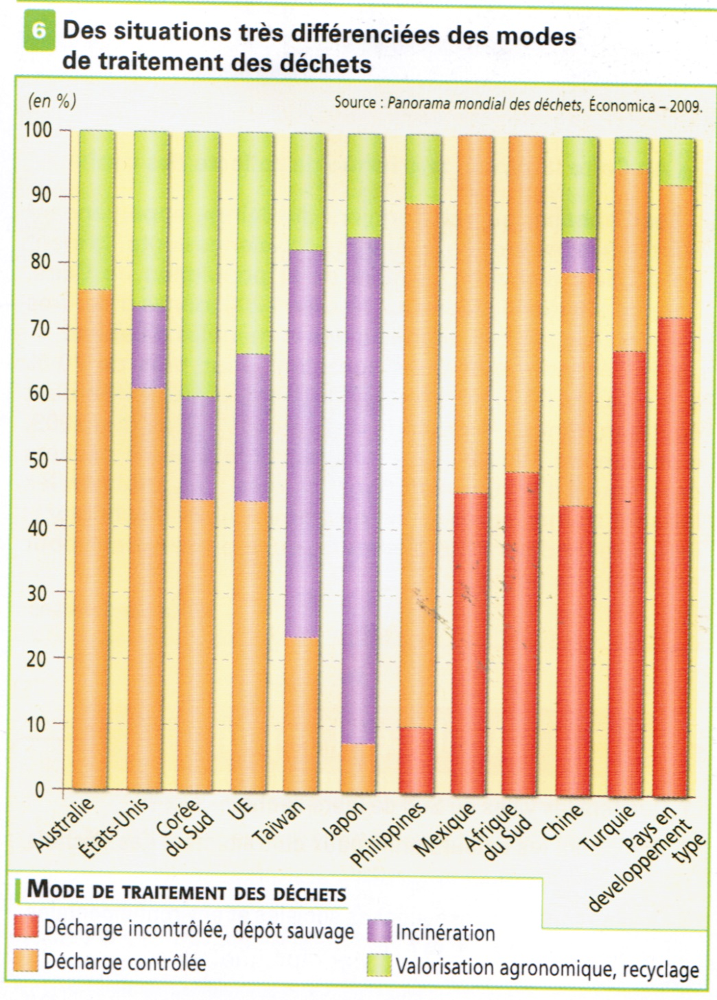 6 Des situations très différenciées des modes
de traitement des déchets
(en %)
Source : Panorama mondial des déchets, Économica – 2009.
100
90
80
70
60
50
40
30
20
10
0
Australie
États-Unis
Corée
du Sud
UE
Taïwan
Japon
Philippines
Mexique
Afrique
du Sud
Chine
Turquie
Pays en
developpement
type
MODE DE TRAITEMENT DES DÉCHETS
Décharge incontrôlée, dépôt sauvage
Incinération
Décharge contrôlée
Valorisation agronomique, recyclage